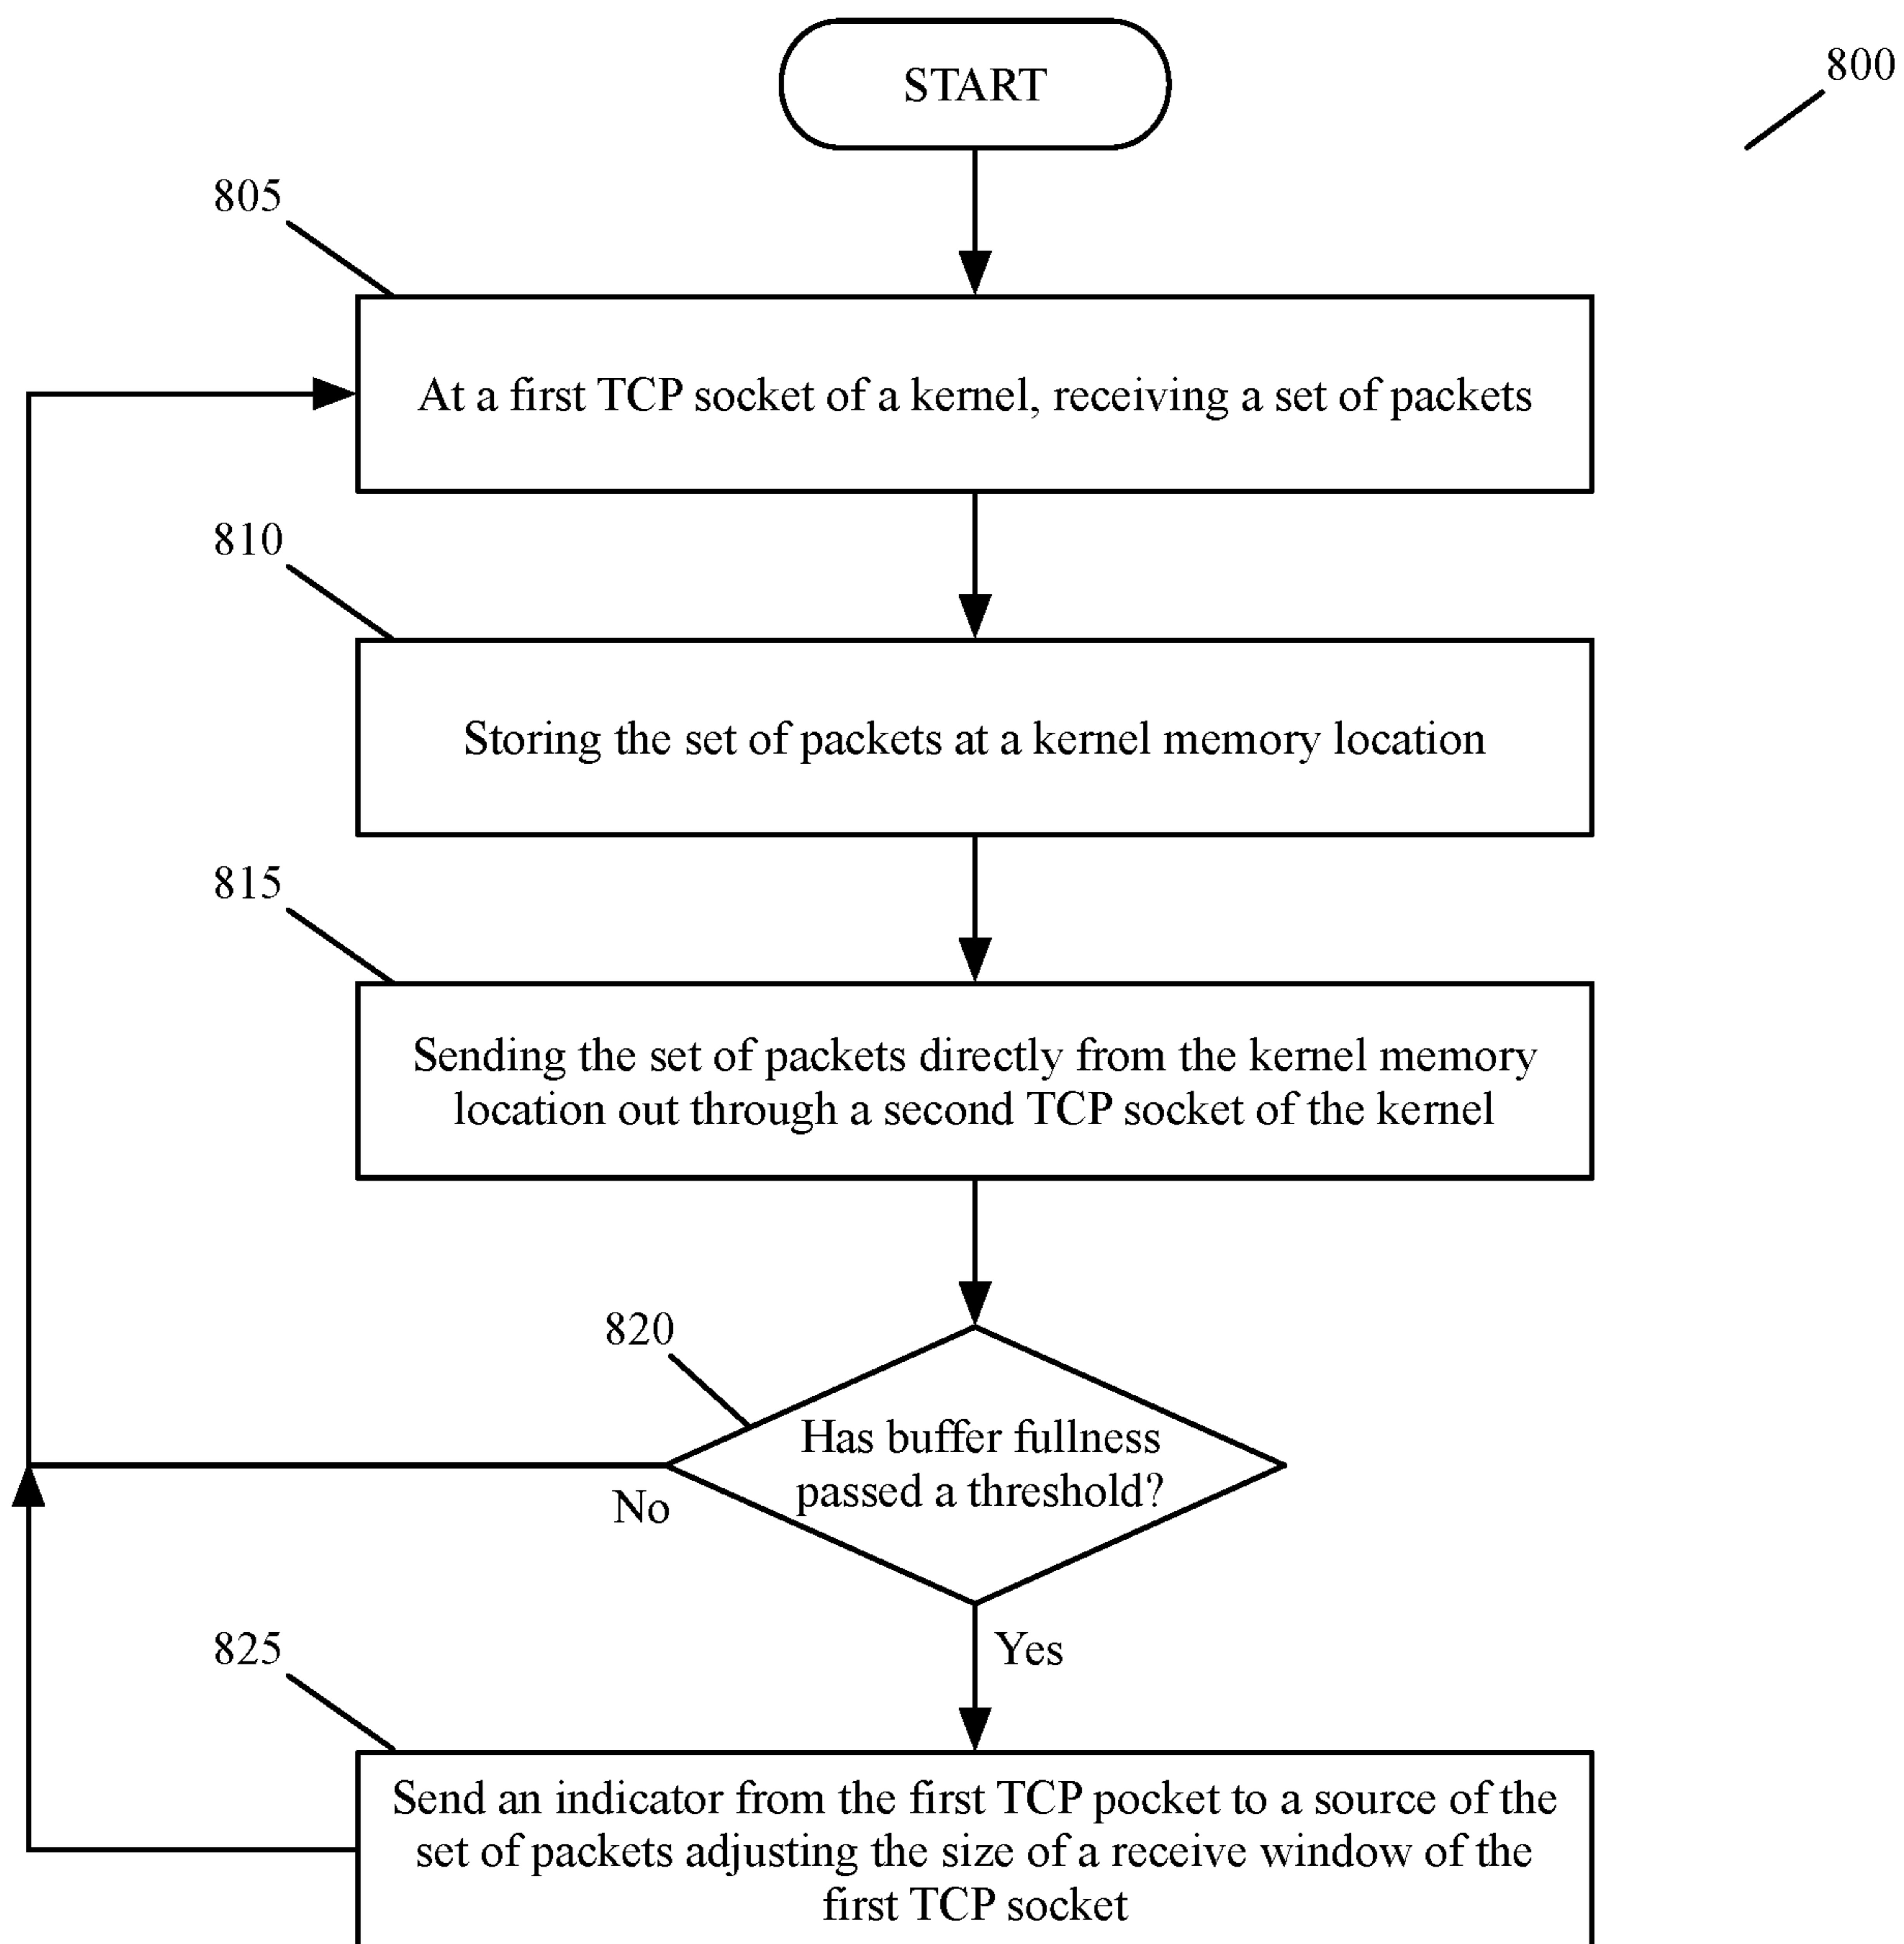 START
800
805
At a first TCP socket of a kernel, receiving a set of packets
810
Storing the set of packets at a kernel memory location
815
Sending the set of packets directly from the kernel memory
location out through a second TCP socket of the kernel
820
Has buffer fullness
passed a threshold?
No
Yes
825
Send an indicator from the first TCP pocket to a source of the
set of packets adjusting the size of a receive window of the
first TCP socket